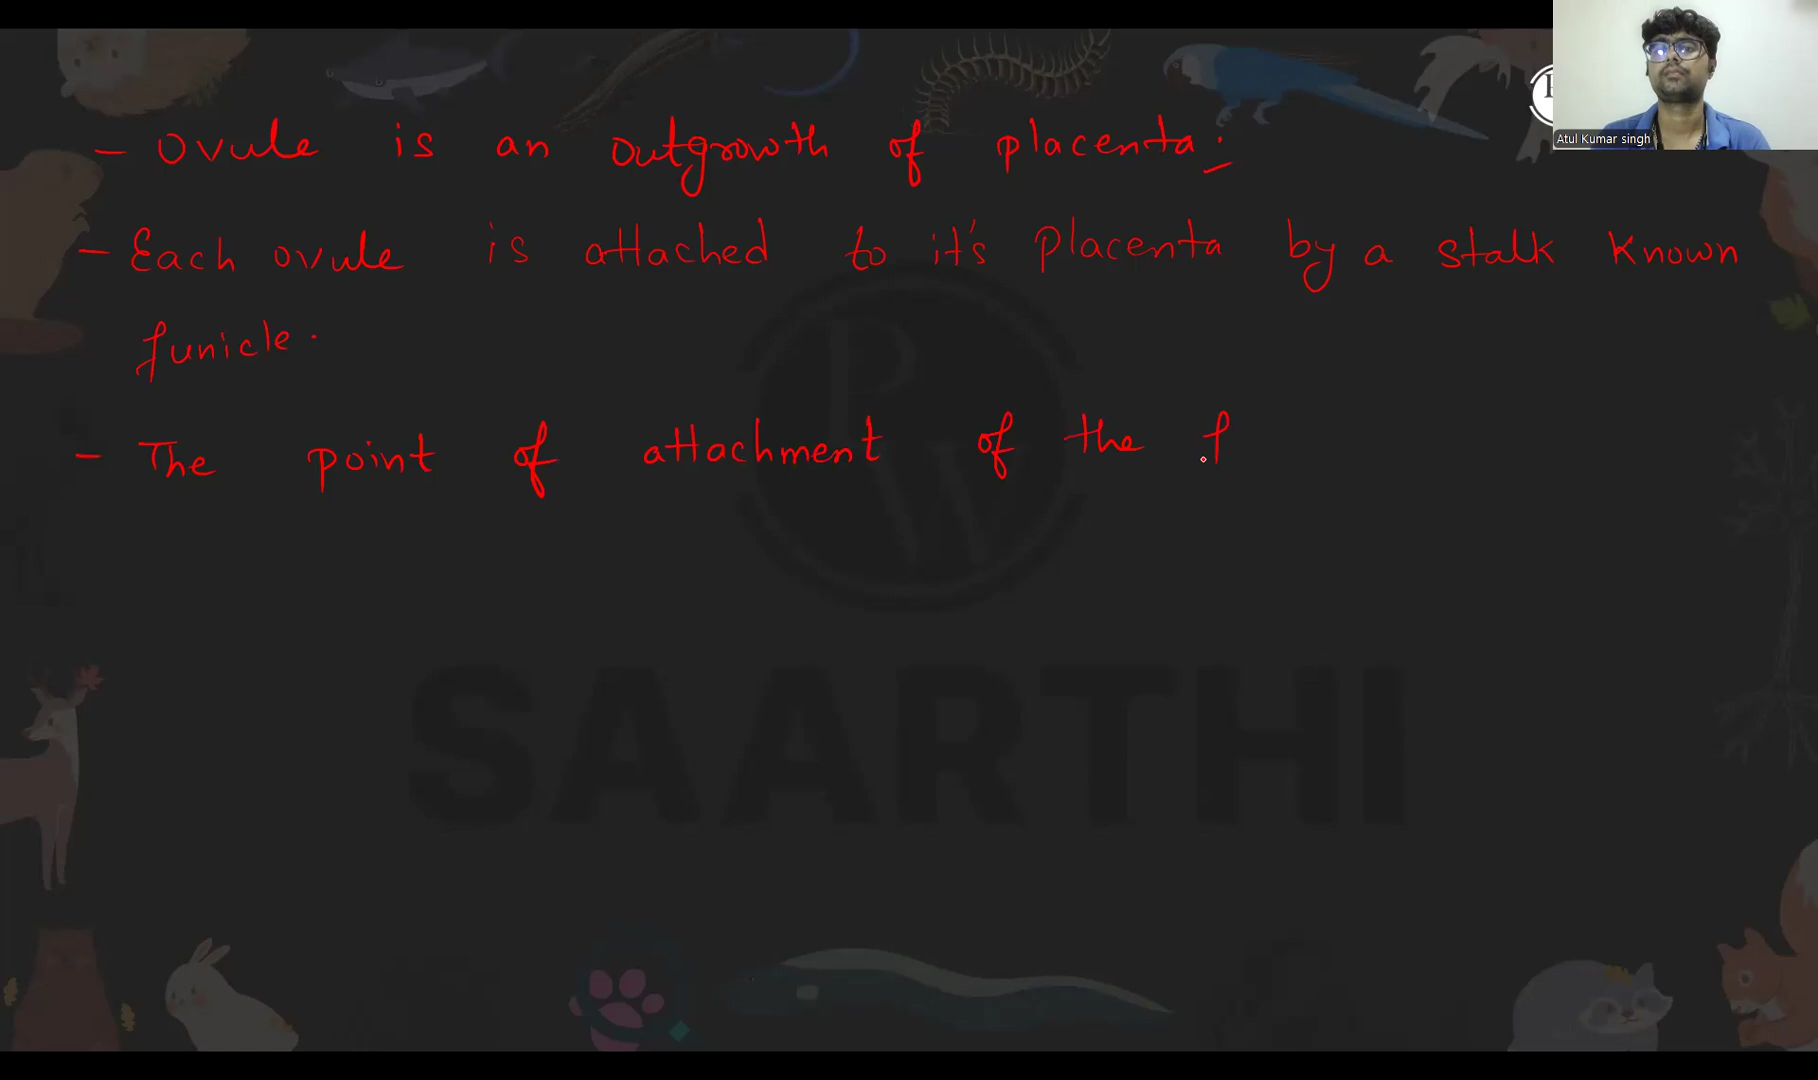 Atul Kumar singh
- Ovule is an outgrowth of placenta.
- Each ovule is attached to it's placenta by a stalk known
funicle.
- The point of attachment of the f
PW
SAARTHI